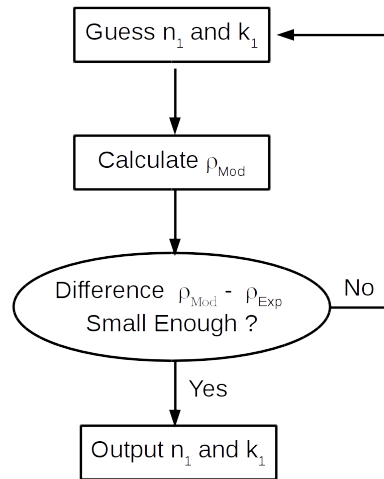 Guess n₁ and k₁
Calculate ρMod
Difference ρMod - ρExp
Small Enough ?
No
Yes
Output n₁ and k₁